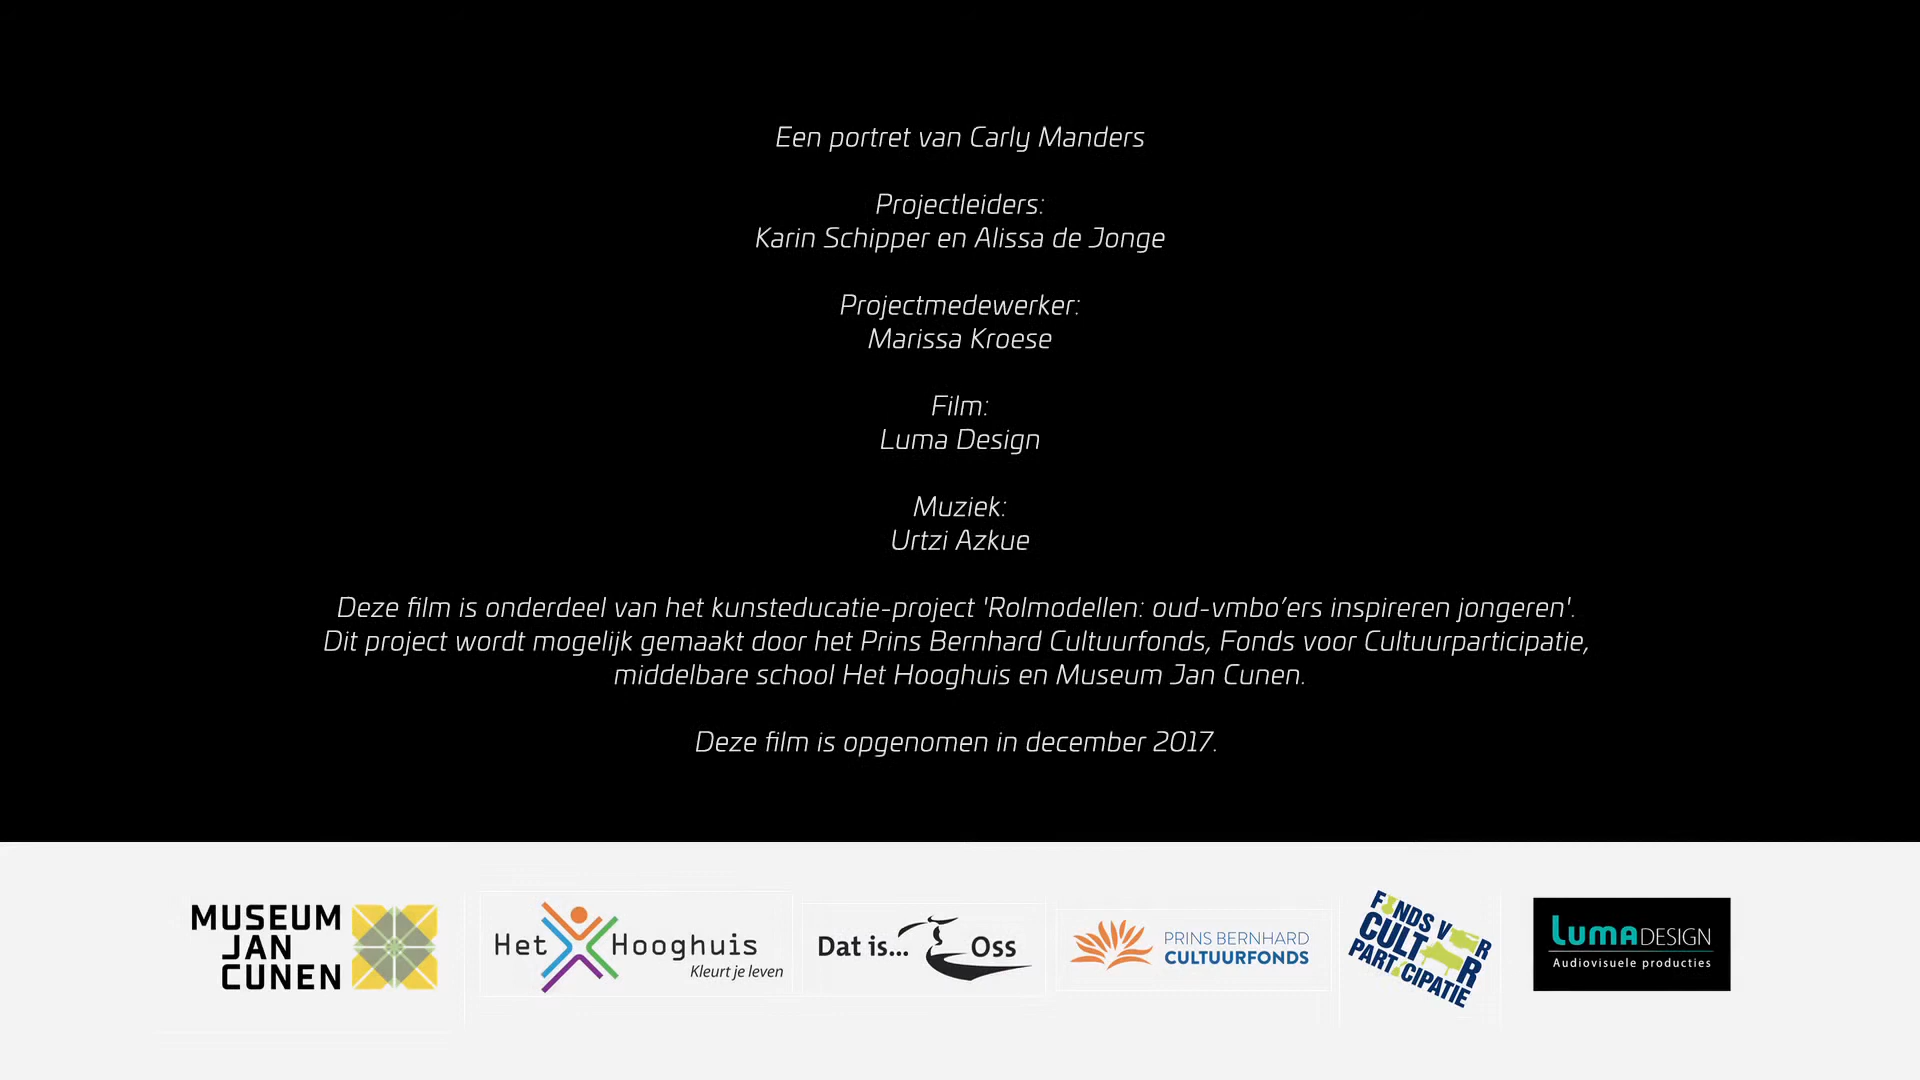 Een portret van Carly Manders
Projectleiders:
Karin Schipper en Alissa de Jonge
Projectmedewerker:
Marissa Kroese
Film:
Luma Design
Muziek:
Urtzi Azkue
Deze film is onderdeel van het kunsteducatie-project 'Rolmodellen: oud-vmbo’ers inspireren jongeren'.
Dit project wordt mogelijk gemaakt door het Prins Bernhard Cultuurfonds, Fonds voor Cultuurparticipatie,
middelbare school Het Hooghuis en Museum Jan Cunen.
Deze film is opgenomen in december 2017.
MUSEUM
JAN
CUNEN
Het Hooghuis
Kleurt je leven
Dat is... Oss
PRINS BERNHARD
CULTUURFONDS
FONDS VOOR
CULTUUR
PARTICIPATIE
LUMADESIGN
Audiovisuele producties